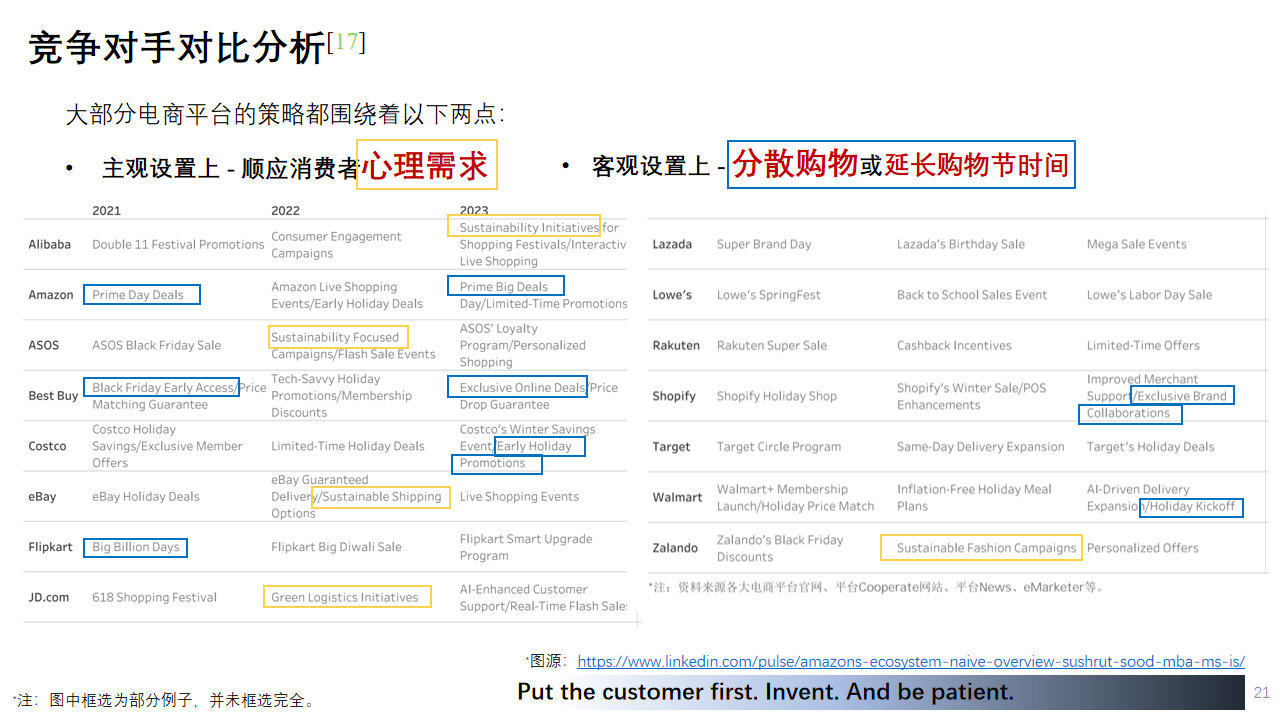 竞争对手对比分析[17]
大部分电商平台的策略都围绕着以下两点：
• 主观设置上 - 顺应消费者心理需求
• 客观设置上 - 分散购物或延长购物节时间
2021 2022 2023
Alibaba Double 11 Festival Promotions Consumer Engagement Campaigns Sustainability Initiatives for Shopping Festivals/Interactiv Live Shopping
Amazon Prime Day Deals Amazon Live Shopping Events/Early Holiday Deals Prime Big Deals Day/Limited-Time Promotions
ASOS ASOS Black Friday Sale Sustainability Focused Campaigns/Flash Sale Events ASOS' Loyalty Program/Personalized Shopping
Best Buy Black Friday Early Access/Price Matching Guarantee Tech-Savvy Holiday Promotions/Membership Discounts Exclusive Online Deals/Price Drop Guarantee
Costco Costco Holiday Savings/Exclusive Member Offers Limited-Time Holiday Deals Costco's Winter Savings Event/Early Holiday Promotions
eBay eBay Holiday Deals eBay Guaranteed Delivery/Sustainable Shipping Options Live Shopping Events
Flipkart Big Billion Days Flipkart Big Diwali Sale Flipkart Smart Upgrade Program
JD.com 618 Shopping Festival Green Logistics Initiatives AI-Enhanced Customer Support/Real-Time Flash Sales
Lazada Super Brand Day Lazada's Birthday Sale Mega Sale Events
Lowe's Lowe's SpringFest Back to School Sales Event Lowe's Labor Day Sale
Rakuten Rakuten Super Sale Cashback Incentives Limited-Time Offers
Shopify Shopify Holiday Shop Shopify's Winter Sale/POS Enhancements Improved Merchant Support/Exclusive Brand Collaborations
Target Target Circle Program Same-Day Delivery Expansion Target's Holiday Deals
Walmart Walmart+ Membership Launch/Holiday Price Match Inflation-Free Holiday Meal Plans AI-Driven Delivery Expansion/Holiday Kickoff
Zalando Zalando's Black Friday Discounts Sustainable Fashion Campaigns Personalized Offers
*注：资料来源各大电商平台官网、平台Cooperate网站、平台News、eMarketer等。
*图源：https://www.linkedin.com/pulse/amazons-ecosystem-naive-overview-sushrut-sood-mba-ms-is/
*注：图中框选为部分例子，并未框选完全。
Put the customer first. Invent. And be patient.
21